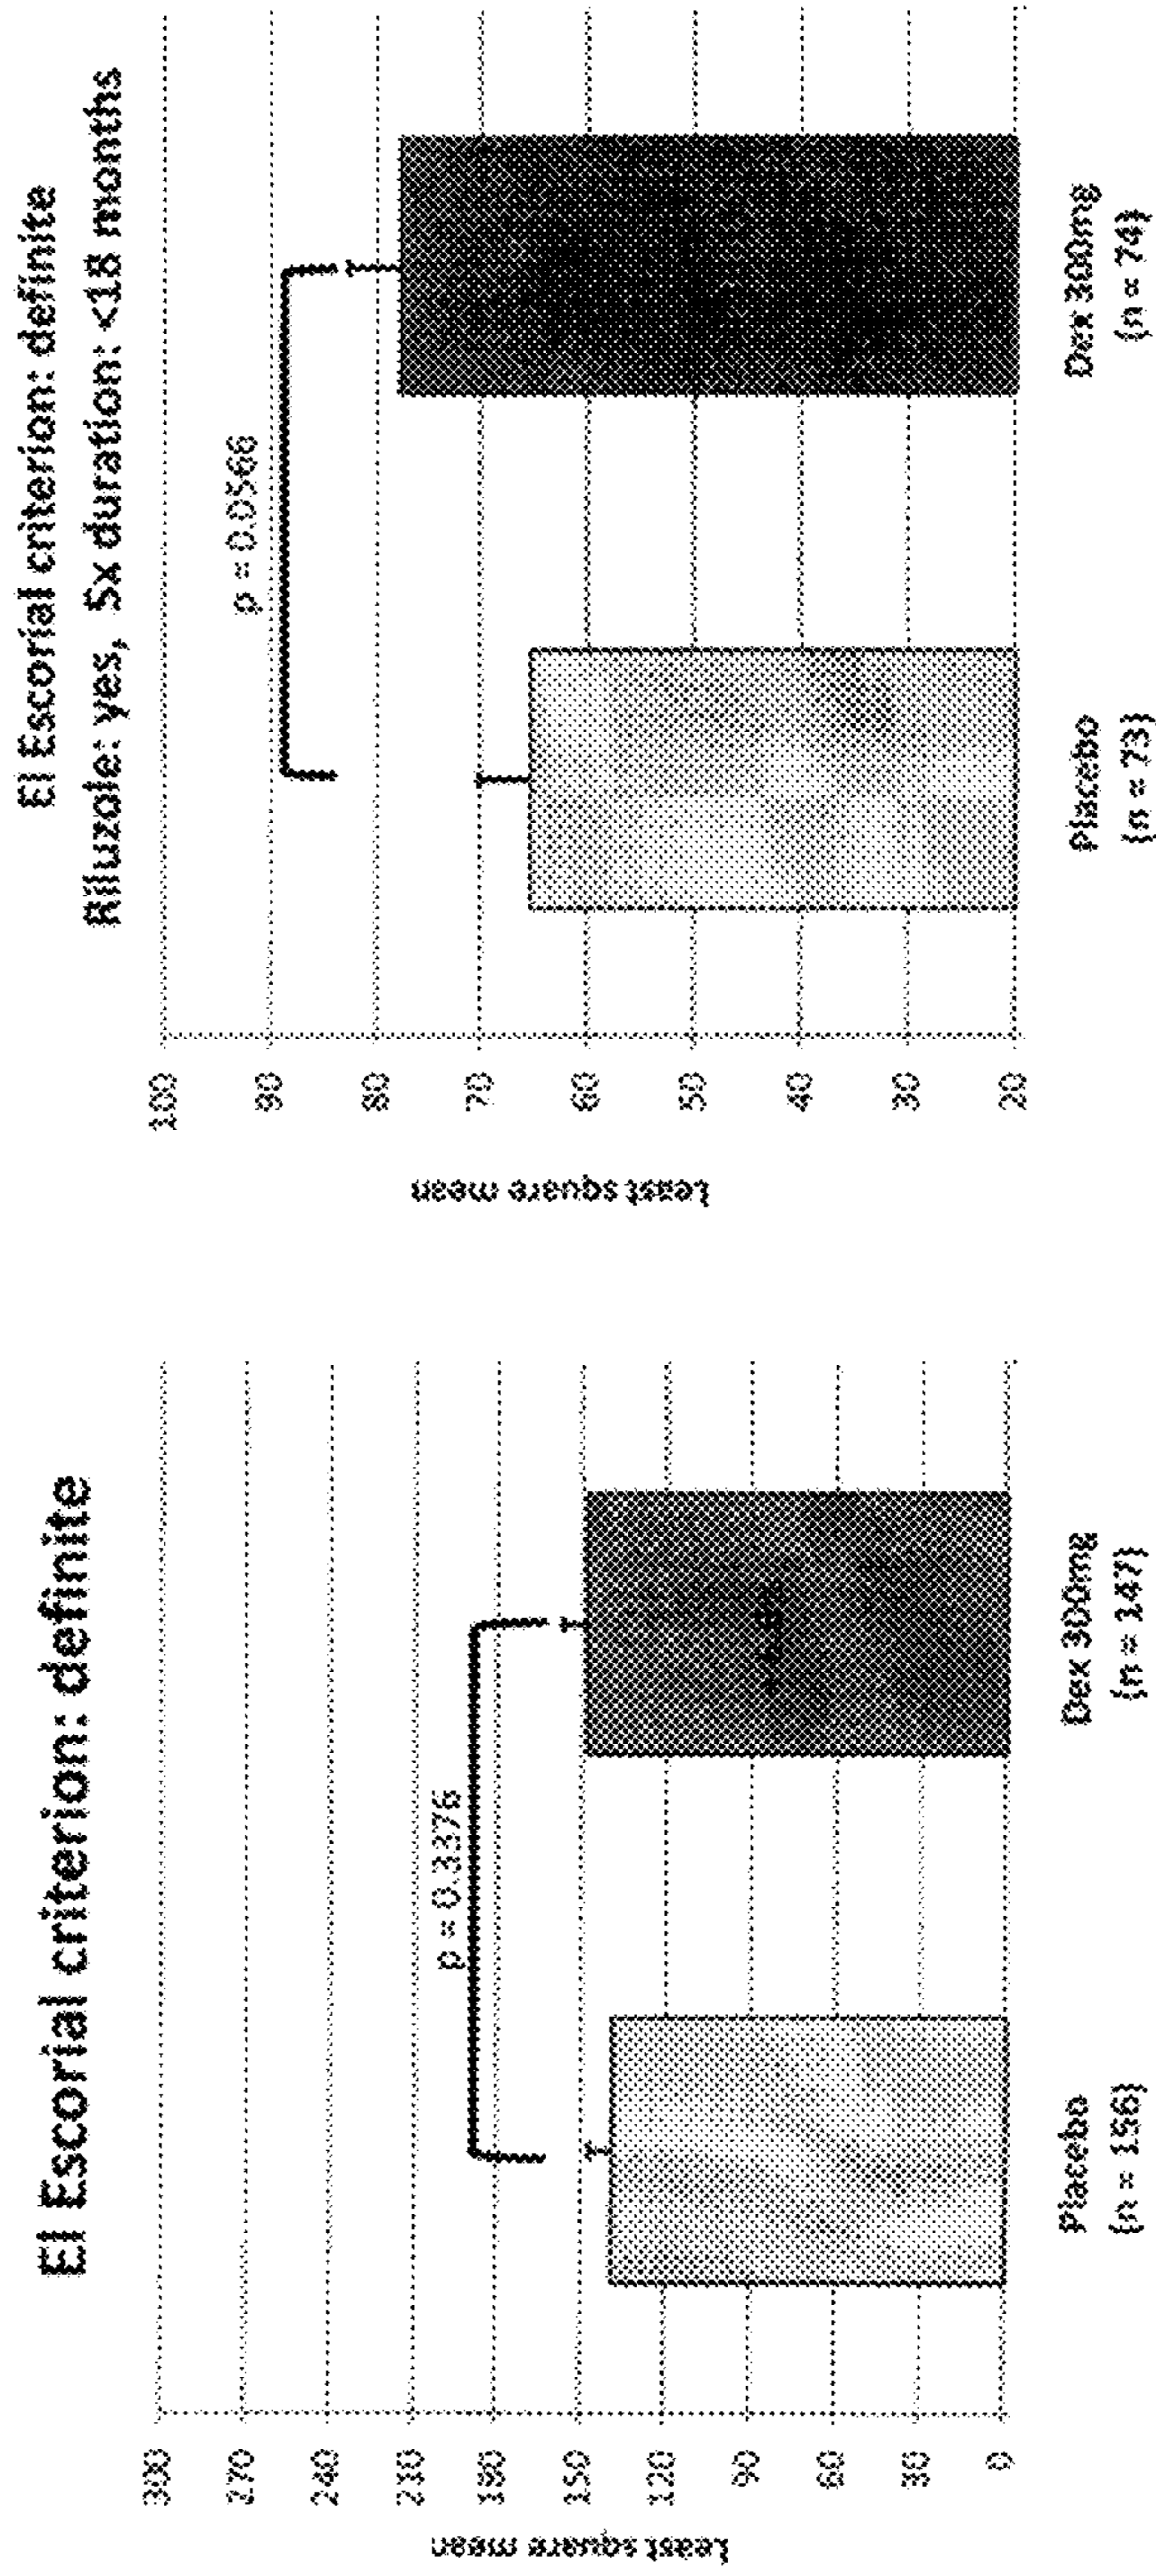 El Escorial criterion: definite
Least square mean
300
270
240
210
180
150
120
90
60
30
0
p = 0.3376
Placebo
(n = 156)
Dex 300mg
(n = 147)
El Escorial criterion: definite
Riluzole: yes, Sx duration: <18 months
Least square mean
100
90
80
70
60
50
40
30
20
p = 0.0566
Placebo
(n = 73)
Dex 300mg
(n = 74)